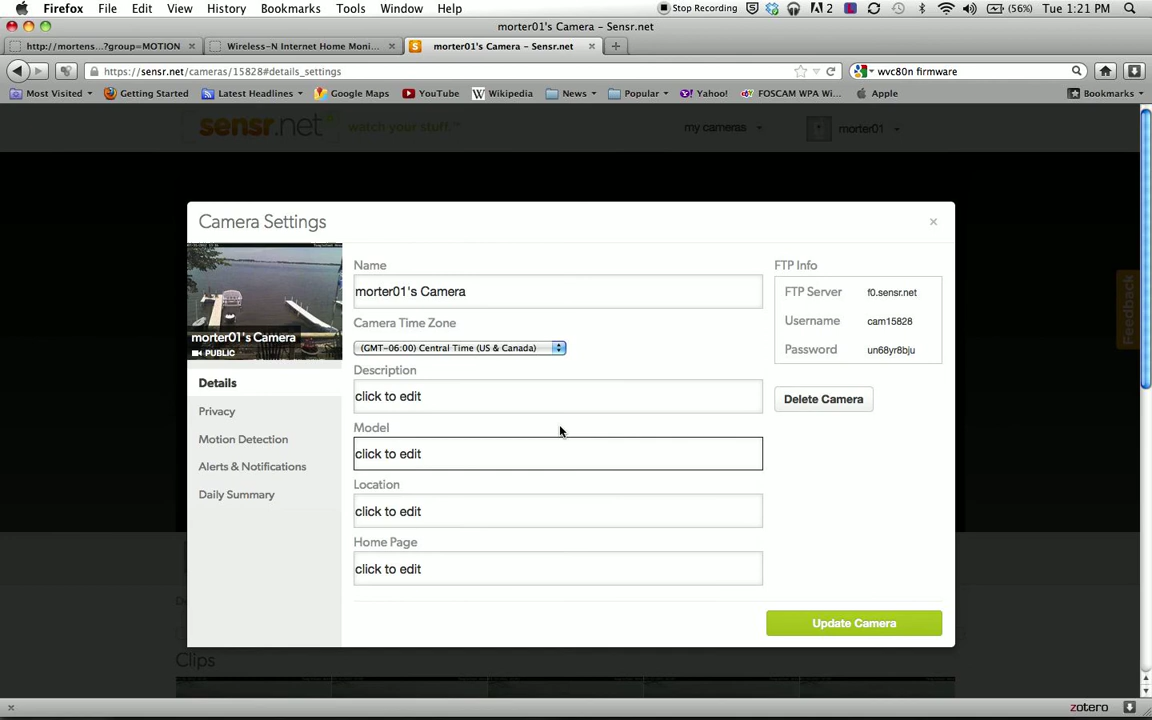 Firefox File Edit View History Bookmarks Tools Window Help Stop Recording 2 (56%) Tue 1:21 PM
morter01's Camera – Sensr.net
http://mortens...?group=MOTION Wireless–N Internet Home Moni... morter01's Camera – Sensr.net
https://sensr.net/cameras/15828#details_settings wvc80n firmware
Most Visited Getting Started Latest Headlines Google Maps YouTube Wikipedia News Popular Yahoo! FOSCAM WPA Wi... Apple Bookmarks
sensr.net watch your stuff.™ my cameras morter01
Camera Settings ×
morter01's Camera
PUBLIC
Details
Privacy
Motion Detection
Alerts & Notifications
Daily Summary
Name
morter01's Camera
Camera Time Zone
(GMT-06:00) Central Time (US & Canada)
Description
click to edit
Model
click to edit
Location
click to edit
Home Page
click to edit
FTP Info
FTP Server f0.sensr.net
Username cam15828
Password un68yr8bju
Delete Camera
Update Camera
Feedback
Clips
zotero